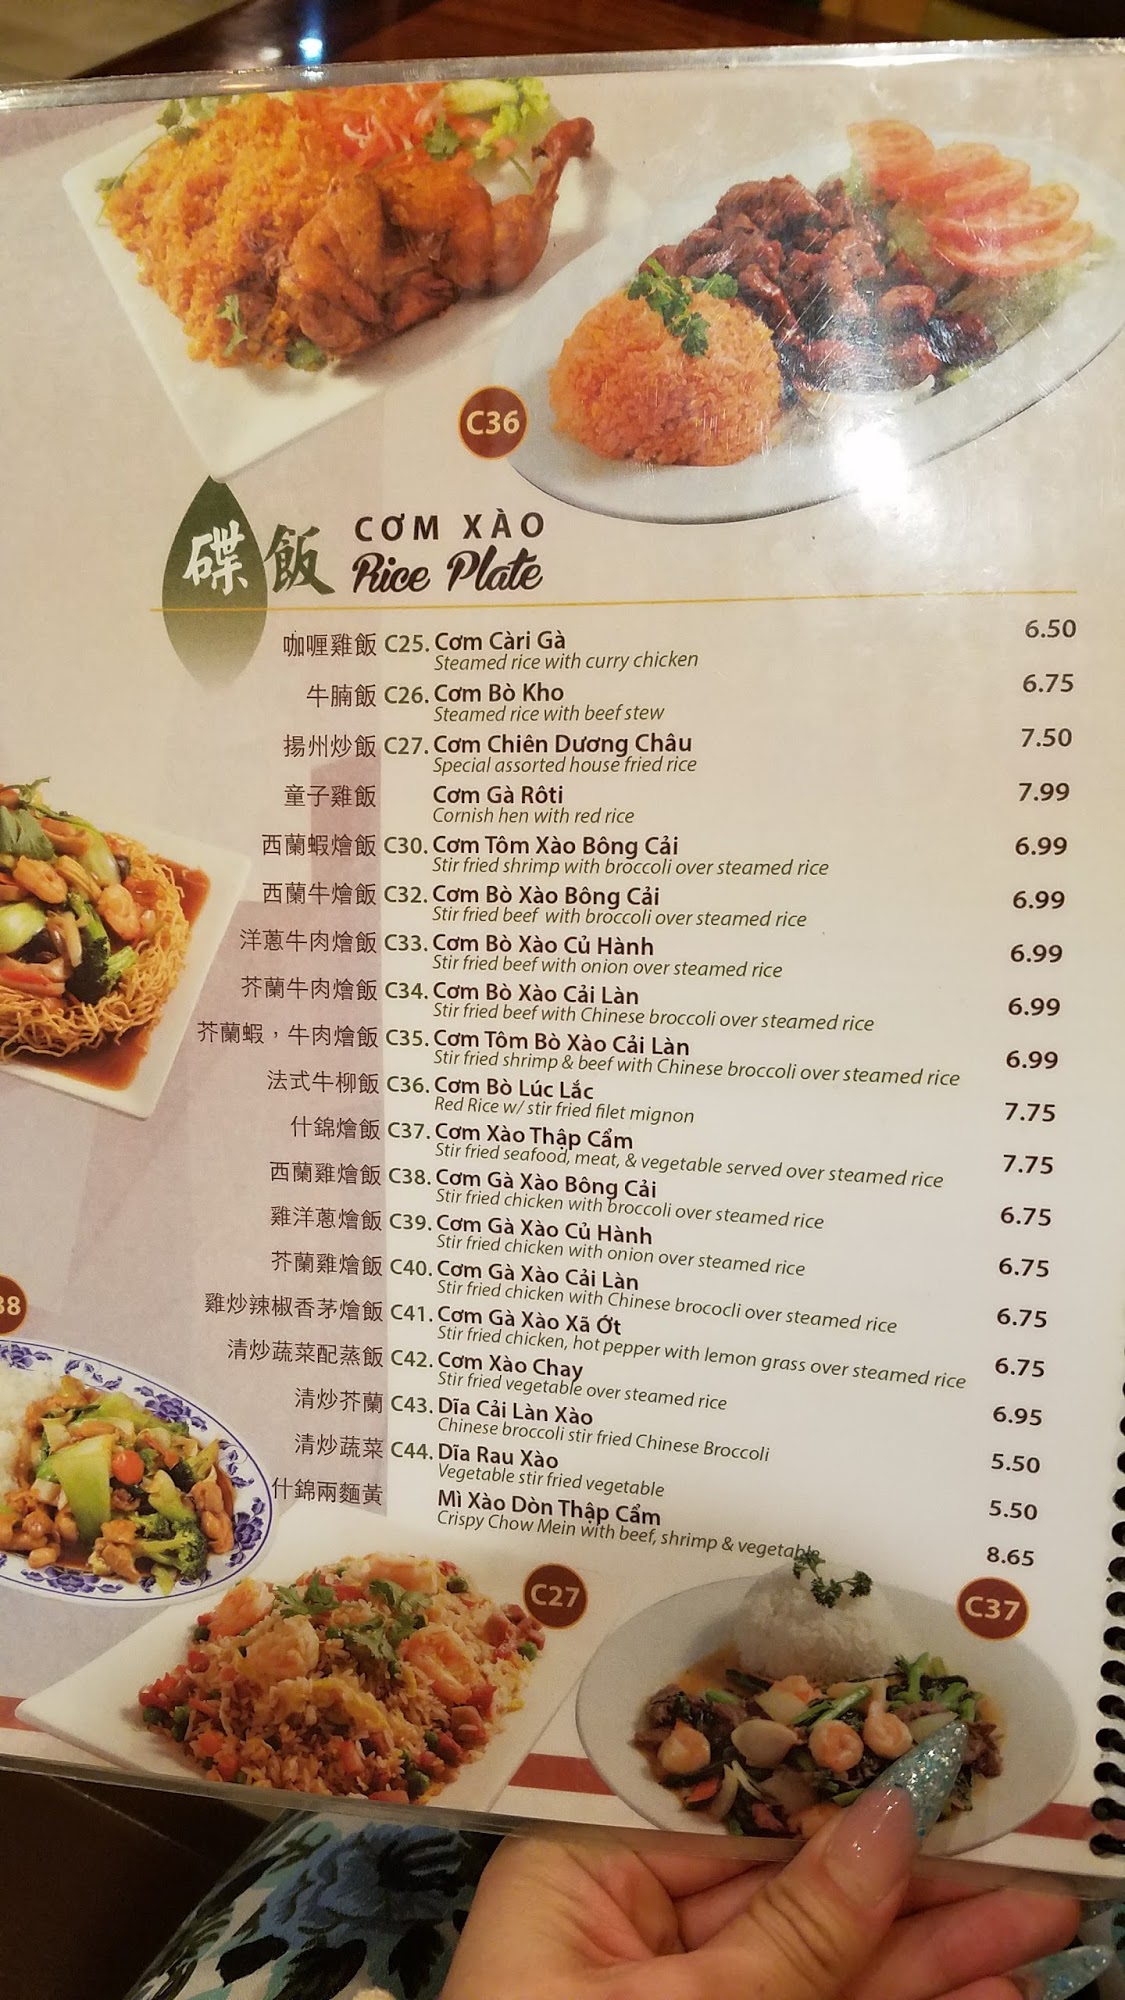 C36
碟飯 CƠM XÀO
Rice Plate
咖喱雞飯 C25. Cơm Càri Gà 6.50
Steamed rice with curry chicken
牛腩飯 C26. Cơm Bò Kho 6.75
Steamed rice with beef stew
揚州炒飯 C27. Cơm Chiên Dương Châu 7.50
Special assorted house fried rice
童子雞飯 Cơm Gà Rôti 7.99
Cornish hen with red rice
西蘭蝦燴飯 C30. Cơm Tôm Xào Bông Cải 6.99
Stir fried shrimp with broccoli over steamed rice
西蘭牛燴飯 C32. Cơm Bò Xào Bông Cải 6.99
Stir fried beef with broccoli over steamed rice
洋蔥牛肉燴飯 C33. Cơm Bò Xào Củ Hành 6.99
Stir fried beef with onion over steamed rice
芥蘭牛肉燴飯 C34. Cơm Bò Xào Cải Làn 6.99
Stir fried beef with Chinese broccoli over steamed rice
芥蘭蝦，牛肉燴飯 C35. Cơm Tôm Bò Xào Cải Làn 6.99
Stir fried shrimp & beef with Chinese broccoli over steamed rice
法式牛柳飯 C36. Cơm Bò Lúc Lắc 7.75
Red Rice w/ stir fried filet mignon
什錦燴飯 C37. Cơm Xào Thập Cẩm 7.75
Stir fried seafood, meat, & vegetable served over steamed rice
西蘭雞燴飯 C38. Cơm Gà Xào Bông Cải 6.75
Stir fried chicken with broccoli over steamed rice
雞洋蔥燴飯 C39. Cơm Gà Xào Củ Hành 6.75
Stir fried chicken with onion over steamed rice
芥蘭雞燴飯 C40. Cơm Gà Xào Cải Làn 6.75
Stir fried chicken with Chinese brococli over steamed rice
雞炒辣椒香茅燴飯 C41. Cơm Gà Xào Xã Ớt 6.75
Stir fried chicken, hot pepper with lemon grass over steamed rice
清炒蔬菜配蒸飯 C42. Cơm Xào Chay 6.95
Stir fried vegetable over steamed rice
清炒芥蘭 C43. Dĩa Cải Làn Xào 5.50
Chinese broccoli stir fried Chinese Broccoli
清炒蔬菜 C44. Dĩa Rau Xào 5.50
Vegetable stir fried vegetable
什錦兩麵黃 Mì Xào Dòn Thập Cẩm 8.65
Crispy Chow Mein with beef, shrimp & vegetable
38
C27
C37